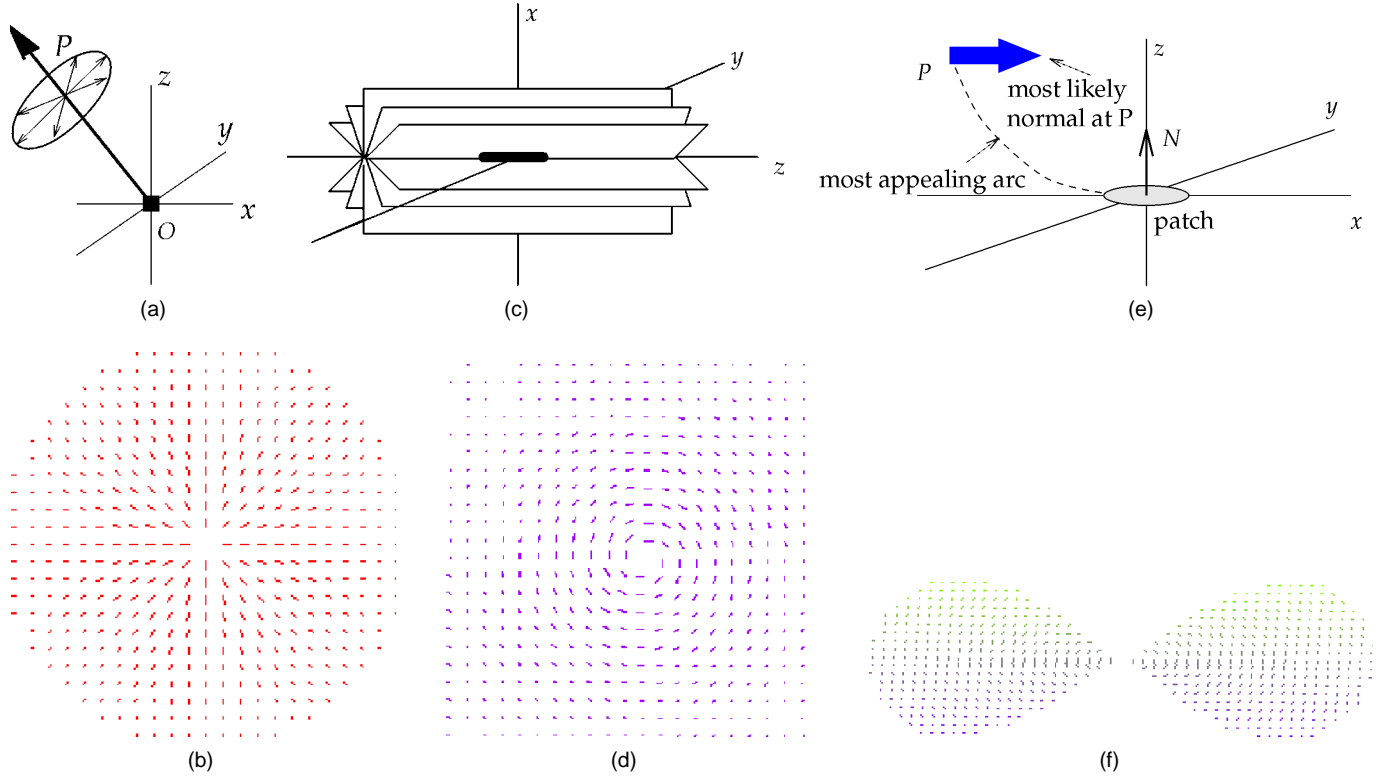 P
z
y
x
O
(a)
x
y
z
(c)
P
most likely
normal at P
z
y
N
most appealing arc
patch
x
(e)
(b)
(d)
(f)